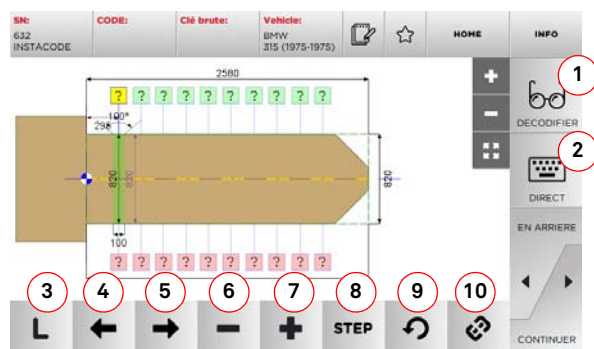 SN:
632
INSTACODE
CODE:
Clé brute:
Vehicle:
BMW
315 (1975-1975)
HOME
INFO
2580
? ? ? ? ? ? ? ? ? ?
100°
298
820
820
820
100
? ? ? ? ? ? ? ? ? ?
+
-
1
DECODIFIER
2
DIRECT
EN ARRIERE
CONTINUER
3 4 5 6 7 8 9 10
L
STEP